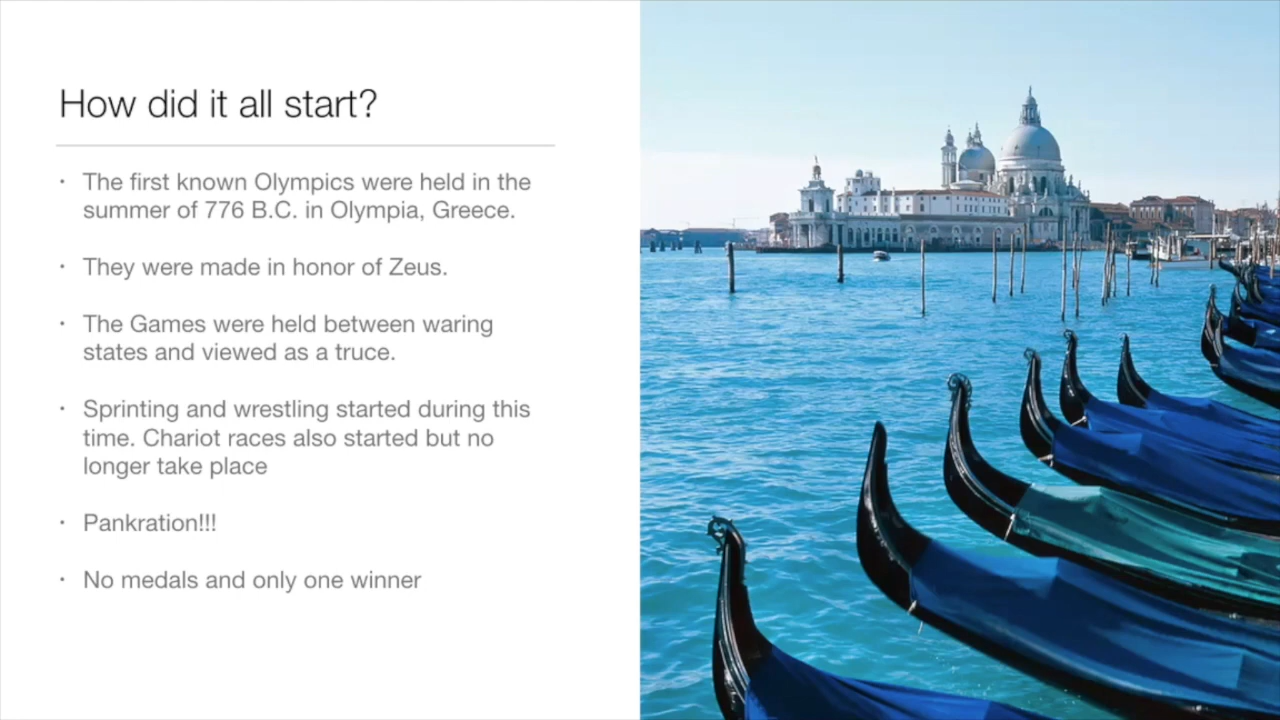 How did it all start?
· The first known Olympics were held in the
summer of 776 B.C. in Olympia, Greece.
· They were made in honor of Zeus.
· The Games were held between waring
states and viewed as a truce.
· Sprinting and wrestling started during this
time. Chariot races also started but no
longer take place
· Pankration!!!
· No medals and only one winner